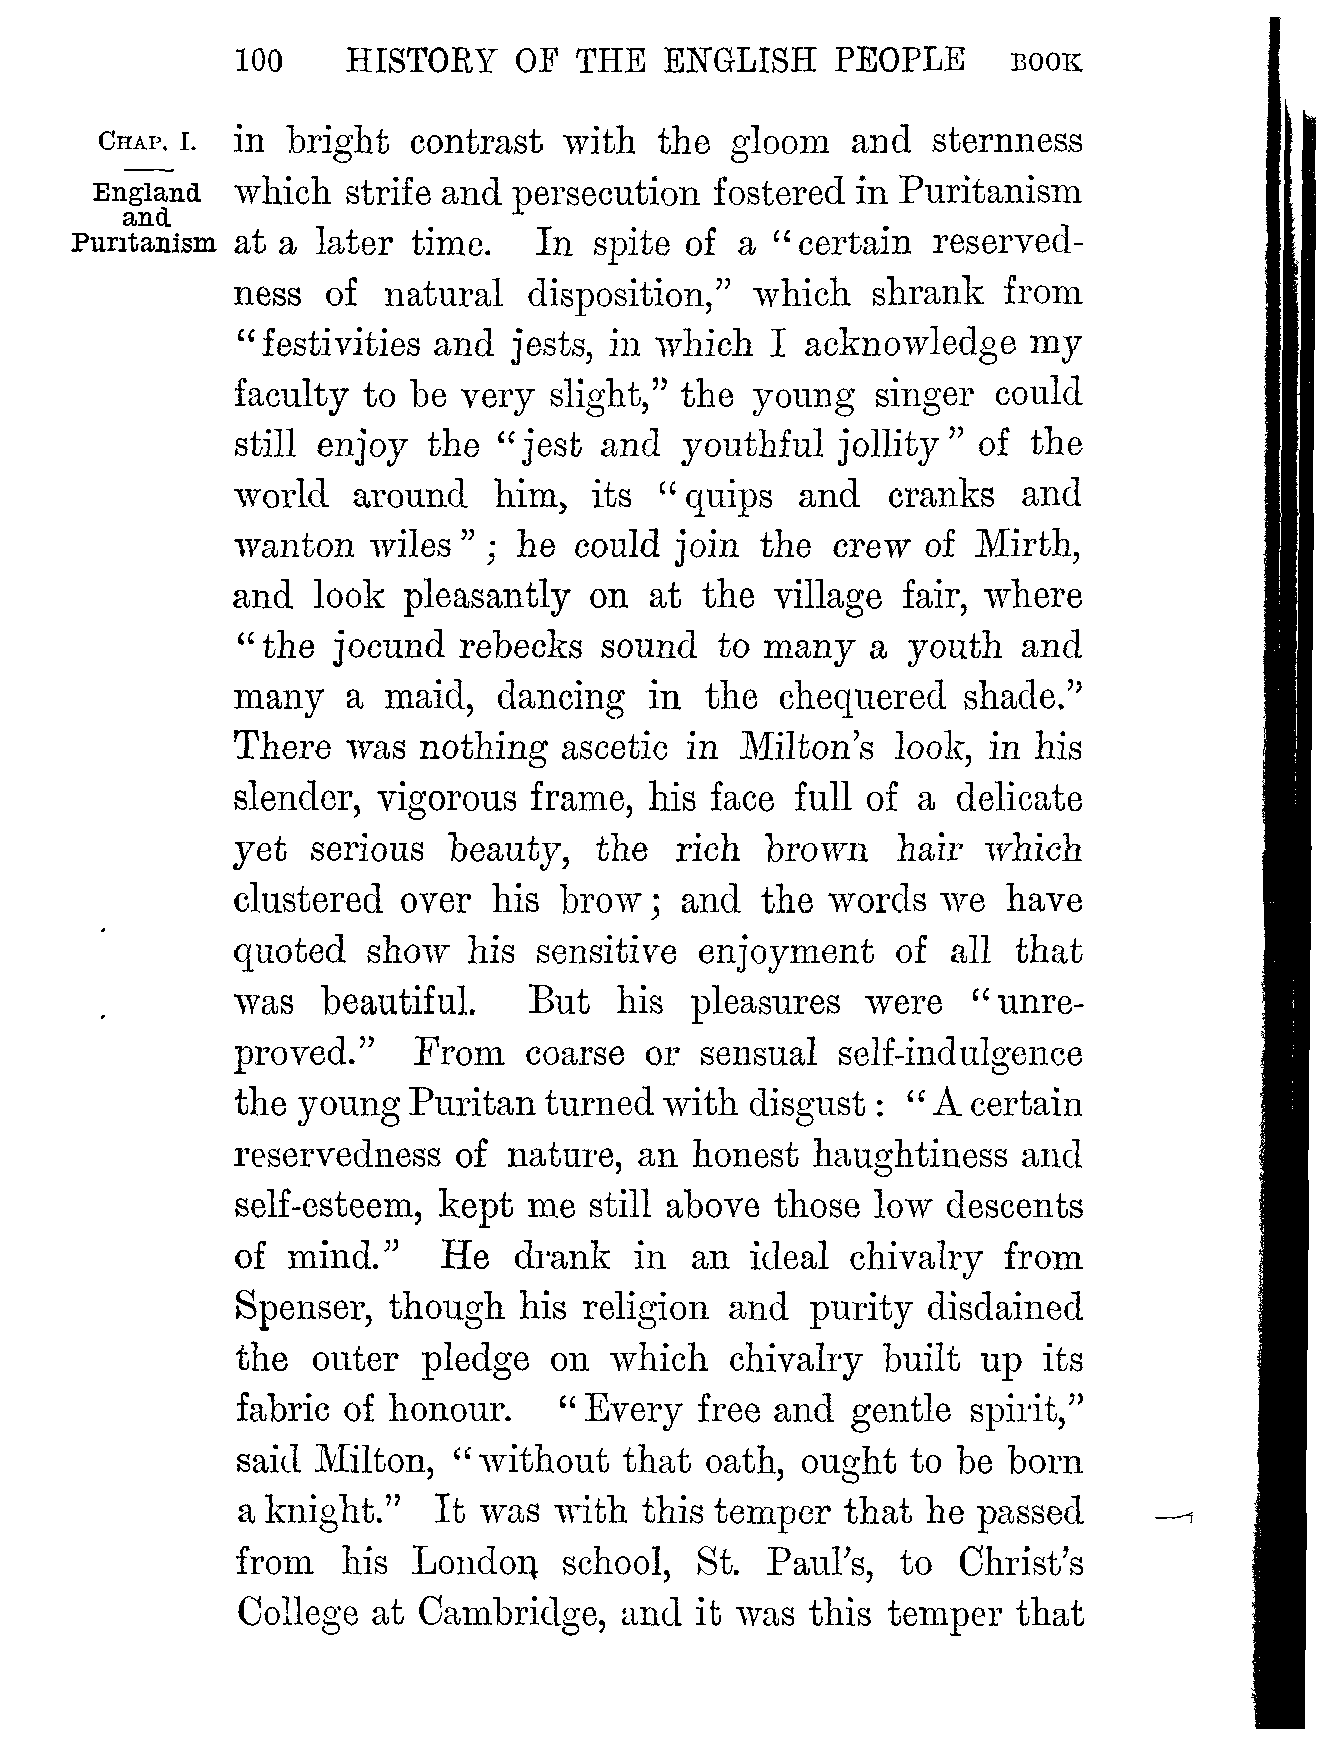 100 HISTORY OF THE ENGLISH PEOPLE BOOK
CHAP. I.
England
and
Puritanism
in bright contrast with the gloom and sternness
which strife and persecution fostered in Puritanism
at a later time. In spite of a “certain reserved-
ness of natural disposition,” which shrank from
“festivities and jests, in which I acknowledge my
faculty to be very slight,” the young singer could
still enjoy the “jest and youthful jollity” of the
world around him, its “quips and cranks and
wanton wiles”; he could join the crew of Mirth,
and look pleasantly on at the village fair, where
“the jocund rebecks sound to many a youth and
many a maid, dancing in the chequered shade.”
There was nothing ascetic in Milton’s look, in his
slender, vigorous frame, his face full of a delicate
yet serious beauty, the rich brown hair which
clustered over his brow; and the words we have
quoted show his sensitive enjoyment of all that
was beautiful. But his pleasures were “unre-
proved.” From coarse or sensual self-indulgence
the young Puritan turned with disgust: “A certain
reservedness of nature, an honest haughtiness and
self-esteem, kept me still above those low descents
of mind.” He drank in an ideal chivalry from
Spenser, though his religion and purity disdained
the outer pledge on which chivalry built up its
fabric of honour. “Every free and gentle spirit,”
said Milton, “without that oath, ought to be born
a knight.” It was with this temper that he passed
from his London school, St. Paul’s, to Christ’s
College at Cambridge, and it was this temper that